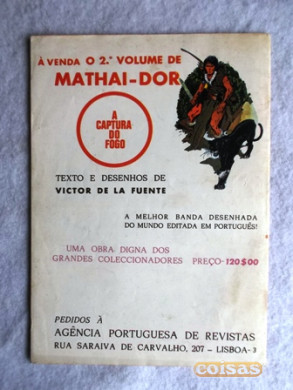 À VENDA O 2.º VOLUME DE
MATHAI-DOR
A
CAPTURA
DO
FOGO
TEXTO E DESENHOS DE
VICTOR DE LA FUENTE
A MELHOR BANDA DESENHADA
DO MUNDO EDITADA EM PORTUGUÊS!
UMA OBRA DIGNA DOS
GRANDES COLECCIONADORES PREÇO-120$00
PEDIDOS À
AGÊNCIA PORTUGUESA DE REVISTAS
RUA SARAIVA DE CARVALHO, 207 – LISBOA-3
coisas